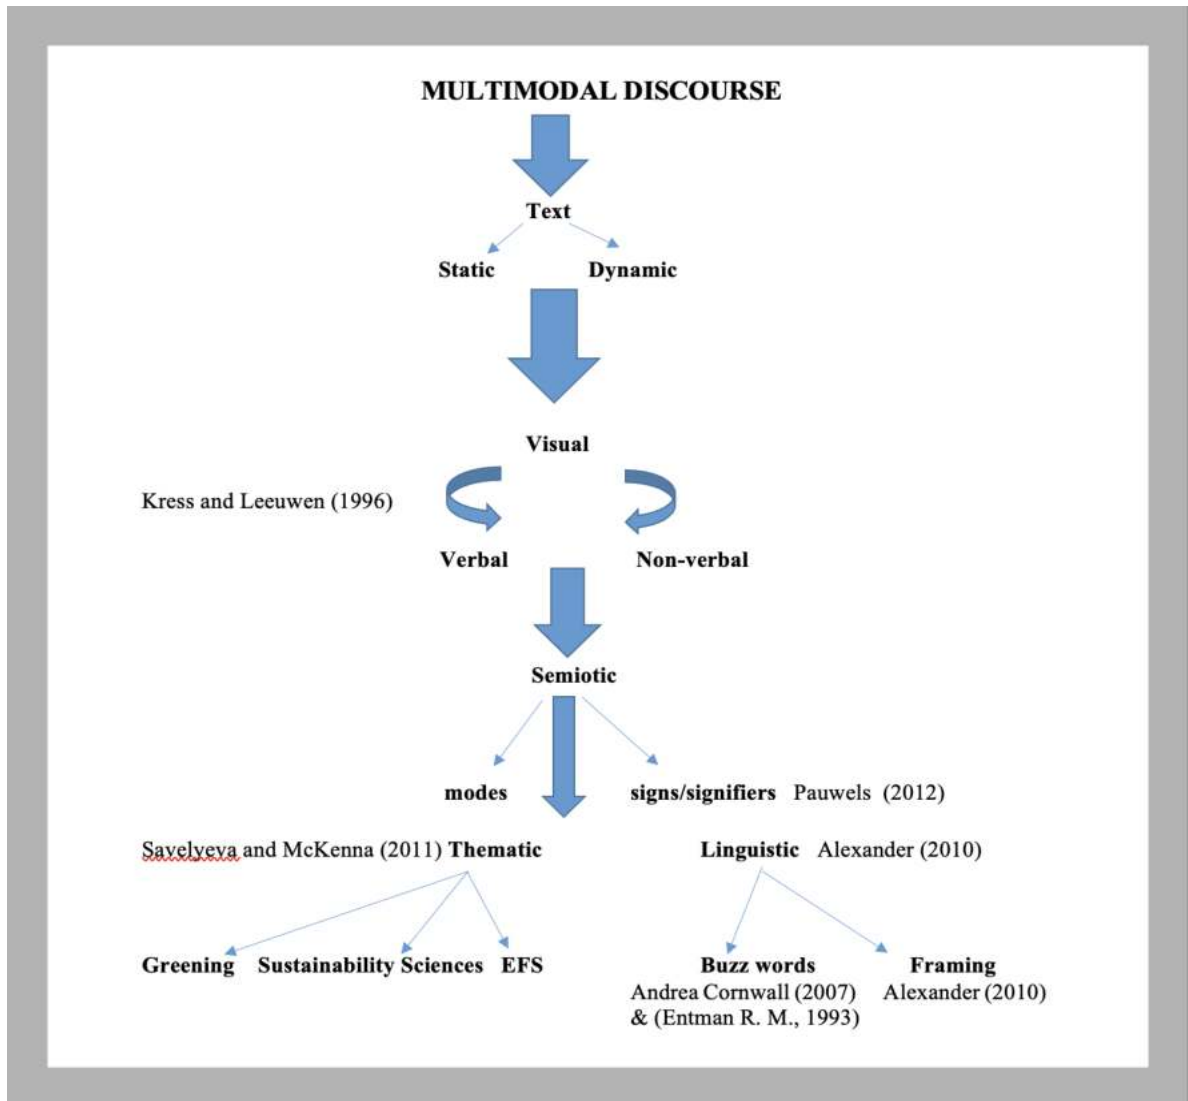 MULTIMODAL DISCOURSE
Text
Static Dynamic
Visual
Kress and Leeuwen (1996)
Verbal Non-verbal
Semiotic
modes signs/signifiers Pauwels (2012)
Savelyeva and McKenna (2011) Thematic Linguistic Alexander (2010)
Greening Sustainability Sciences EFS Buzz words Framing
Andrea Cornwall (2007) Alexander (2010)
& (Entman R. M., 1993)